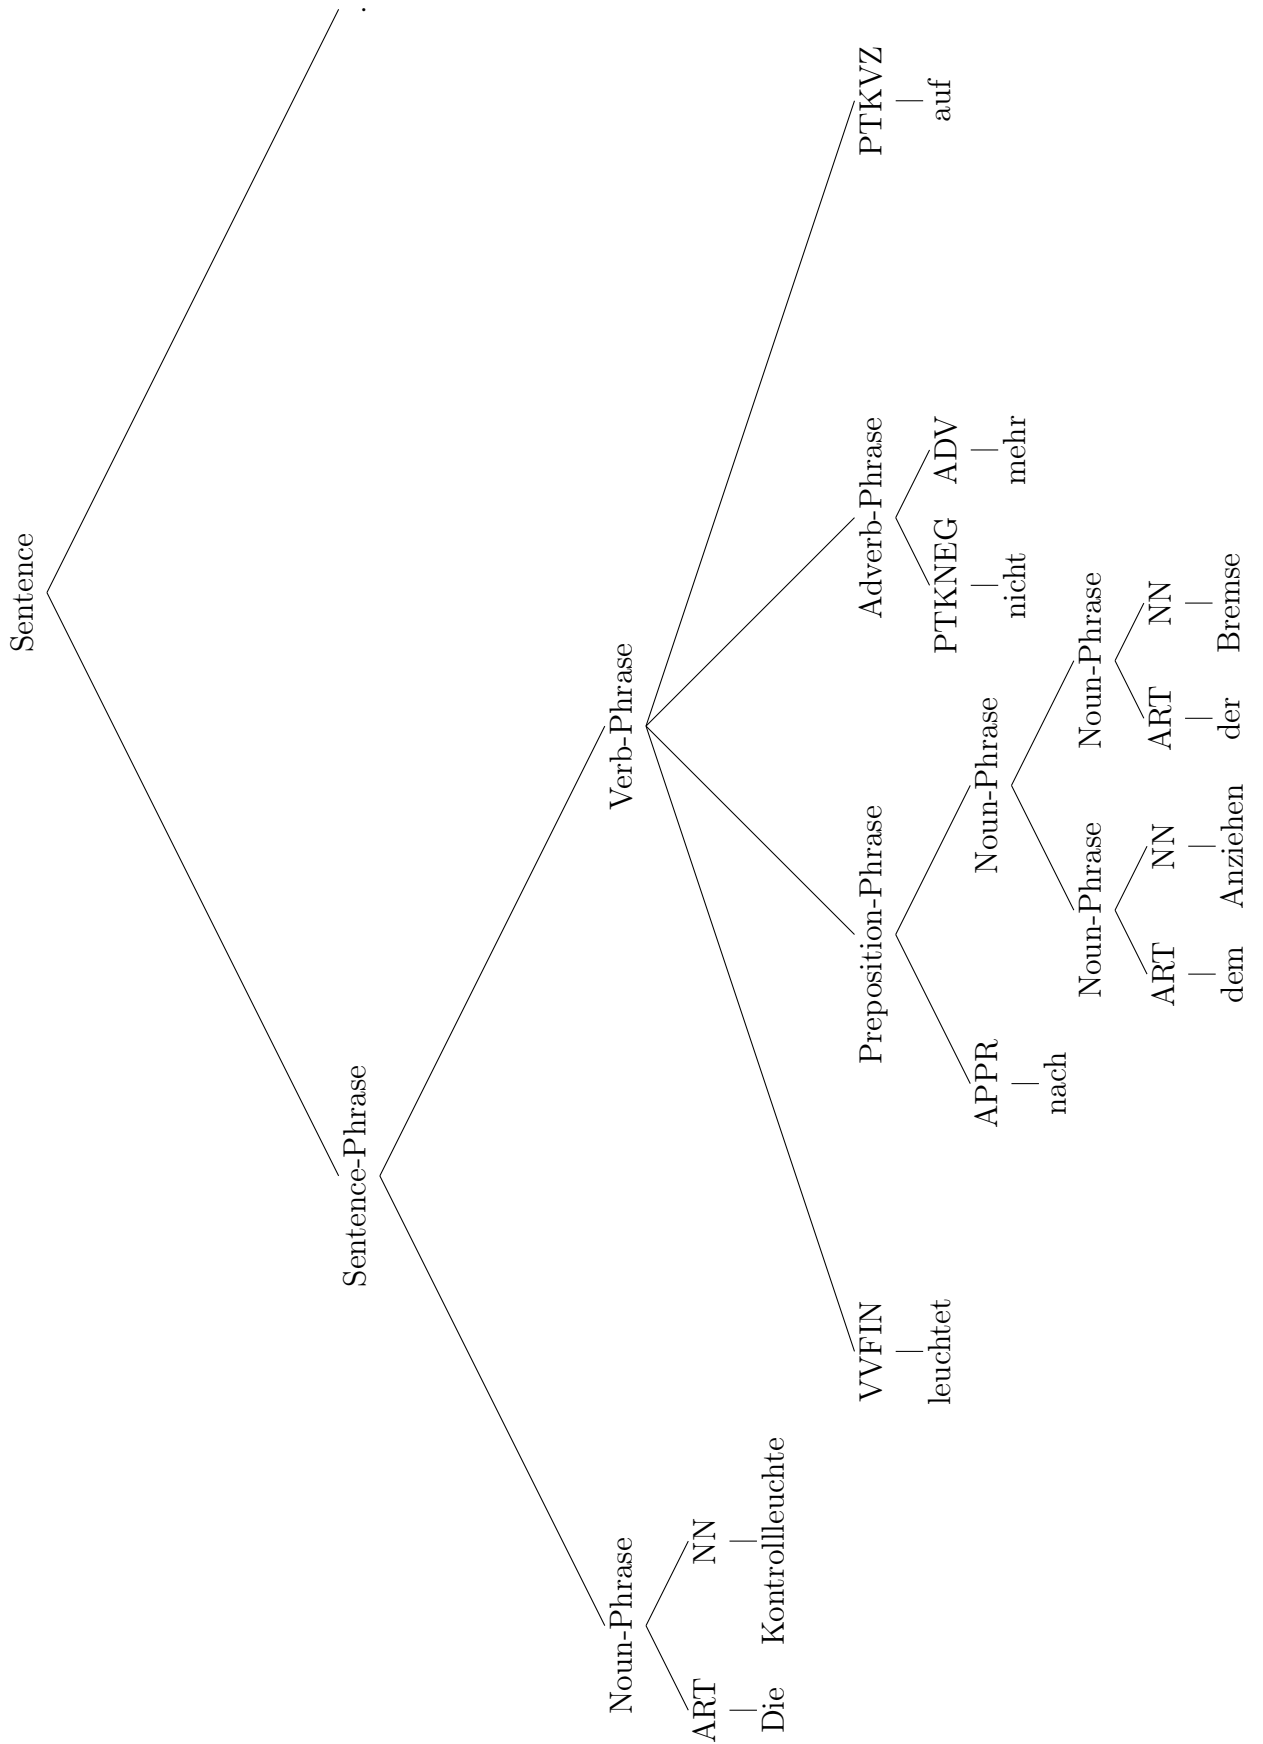 Sentence
Sentence-Phrase .
Noun-Phrase Verb-Phrase
ART NN
Die Kontrollleuchte
VVFIN Preposition-Phrase Adverb-Phrase PTKVZ
leuchtet PTKNEG ADV auf
APPR Noun-Phrase nicht mehr
nach
Noun-Phrase Noun-Phrase
ART NN ART NN
dem Anziehen der Bremse